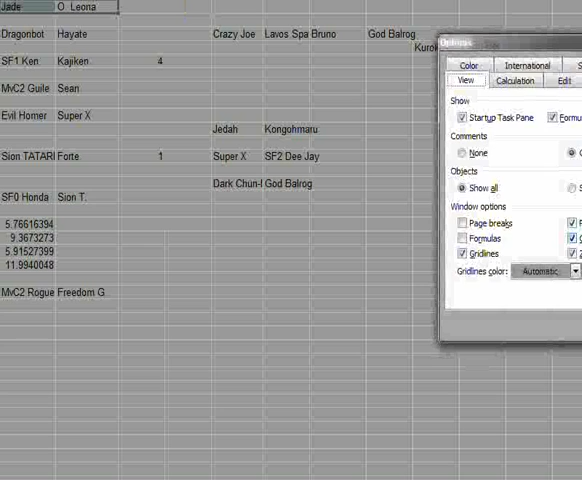 Jade O_Leona
Dragonbot Hayate Crazy Joe Lavos Spa Bruno God Balrog
SF1 Ken Kajiken 4
MvC2 Guile Sean
Evil Homer Super X
Jedah Kongohmaru
Sion TATARI Forte 1 Super X SF2 Dee Jay
Dark Chun-l God Balrog
SF0 Honda Sion T.
5.76616394
9.3673273
5.91527399
11.9940048
MvC2 Rogue Freedom G
Options
Color International
View Calculation Edit
Show
Startup Task Pane
Comments
None
Objects
Show all
Window options
Page breaks
Formulas
Gridlines
Gridlines color: Automatic